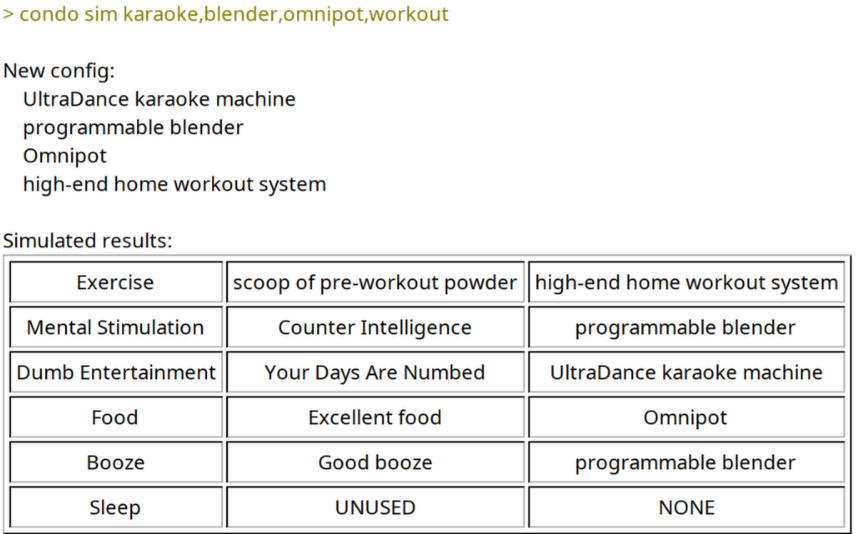 > condo sim karaoke,blender,omnipot,workout
New config:
UltraDance karaoke machine
programmable blender
Omnipot
high-end home workout system
Simulated results:
Exercise scoop of pre-workout powder high-end home workout system
Mental Stimulation Counter Intelligence programmable blender
Dumb Entertainment Your Days Are Numbed UltraDance karaoke machine
Food Excellent food Omnipot
Booze Good booze programmable blender
Sleep UNUSED NONE